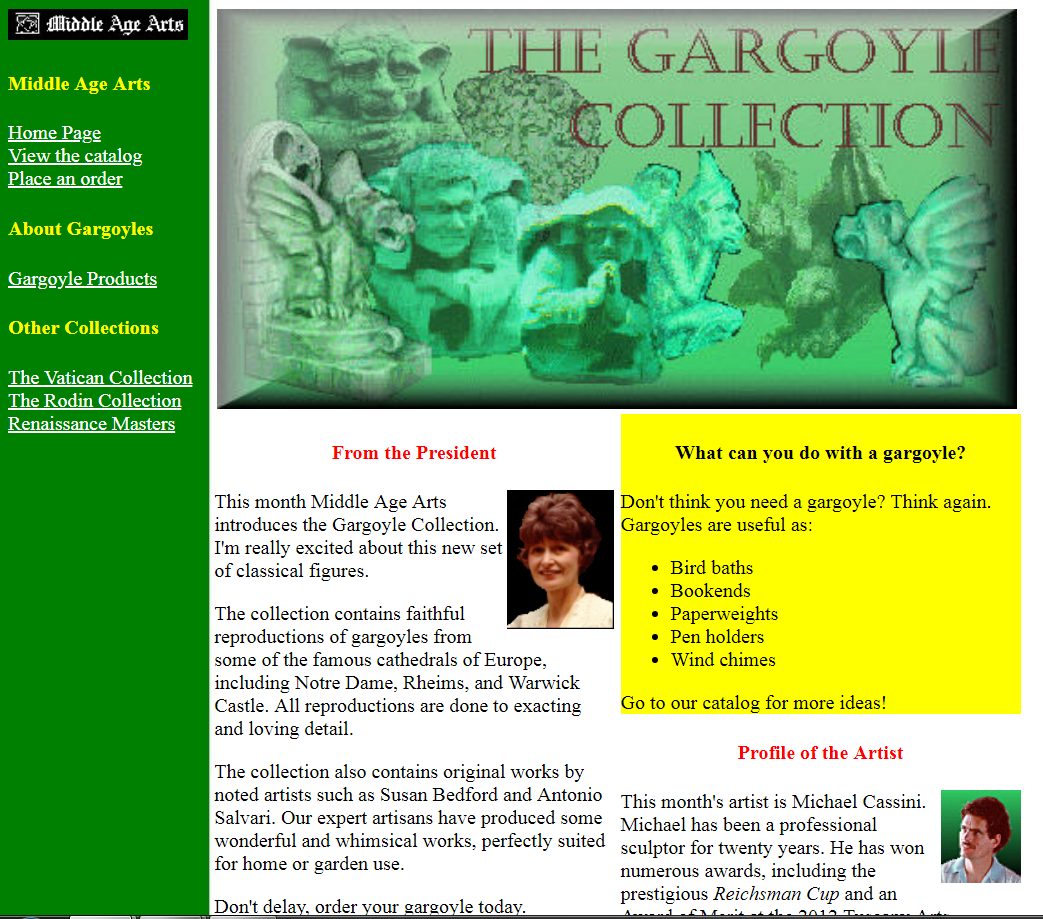 Middle Age Arts
Middle Age Arts
Home Page
View the catalog
Place an order
About Gargoyles
Gargoyle Products
Other Collections
The Vatican Collection
The Rodin Collection
Renaissance Masters
THE GARGOYLE
COLLECTION
From the President
This month Middle Age Arts
introduces the Gargoyle Collection.
I'm really excited about this new set
of classical figures.
The collection contains faithful
reproductions of gargoyles from
some of the famous cathedrals of Europe,
including Notre Dame, Rheims, and Warwick
Castle. All reproductions are done to exacting
and loving detail.
The collection also contains original works by
noted artists such as Susan Bedford and Antonio
Salvari. Our expert artisans have produced some
wonderful and whimsical works, perfectly suited
for home or garden use.
Don't delay, order your gargoyle today.
What can you do with a gargoyle?
Don't think you need a gargoyle? Think again.
Gargoyles are useful as:
• Bird baths
• Bookends
• Paperweights
• Pen holders
• Wind chimes
Go to our catalog for more ideas!
Profile of the Artist
This month's artist is Michael Cassini.
Michael has been a professional
sculptor for twenty years. He has won
numerous awards, including the
prestigious Reichsman Cup and an
Award of Merit at the 2012 Tuscany Arts